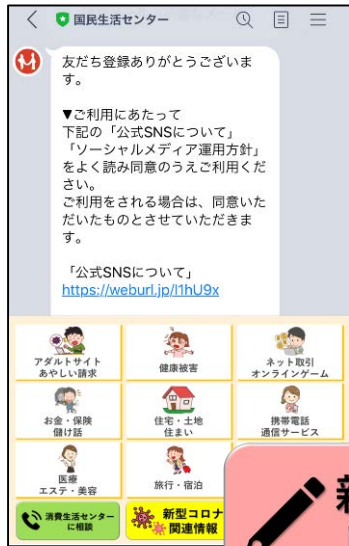 国民生活センター
友だち登録ありがとうございま
す。
▼ご利用にあたって
下記の「公式SNSについて」
「ソーシャルメディア運用方針」
をよく読み同意のうえご利用くだ
さい。
ご利用をされる場合は、同意いた
だいたものとさせていただきま
す。
「公式SNSについて」
https://weburl.jp/l1hU9x
アダルトサイト
あやしい請求
健康被害
ネット取引
オンラインゲーム
お金・保険
儲け話
住宅・土地
住まい
携帯電話
通信サービス
医療
エステ・美容
旅行・宿泊
消費生活センター
に相談
新型コロナ
関連情報
新